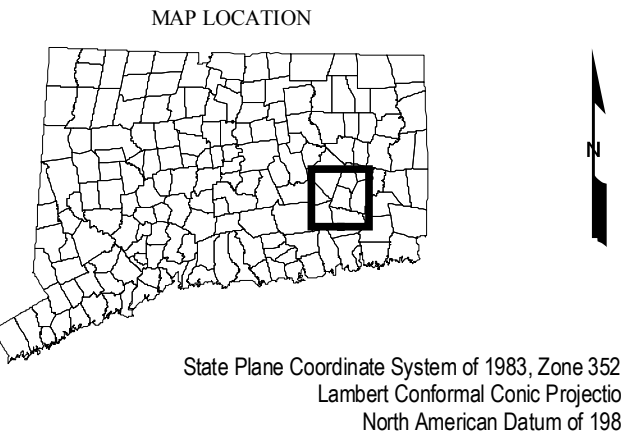 MAP LOCATION
N
State Plane Coordinate System of 1983, Zone 352
Lambert Conformal Conic Projectio
North American Datum of 198